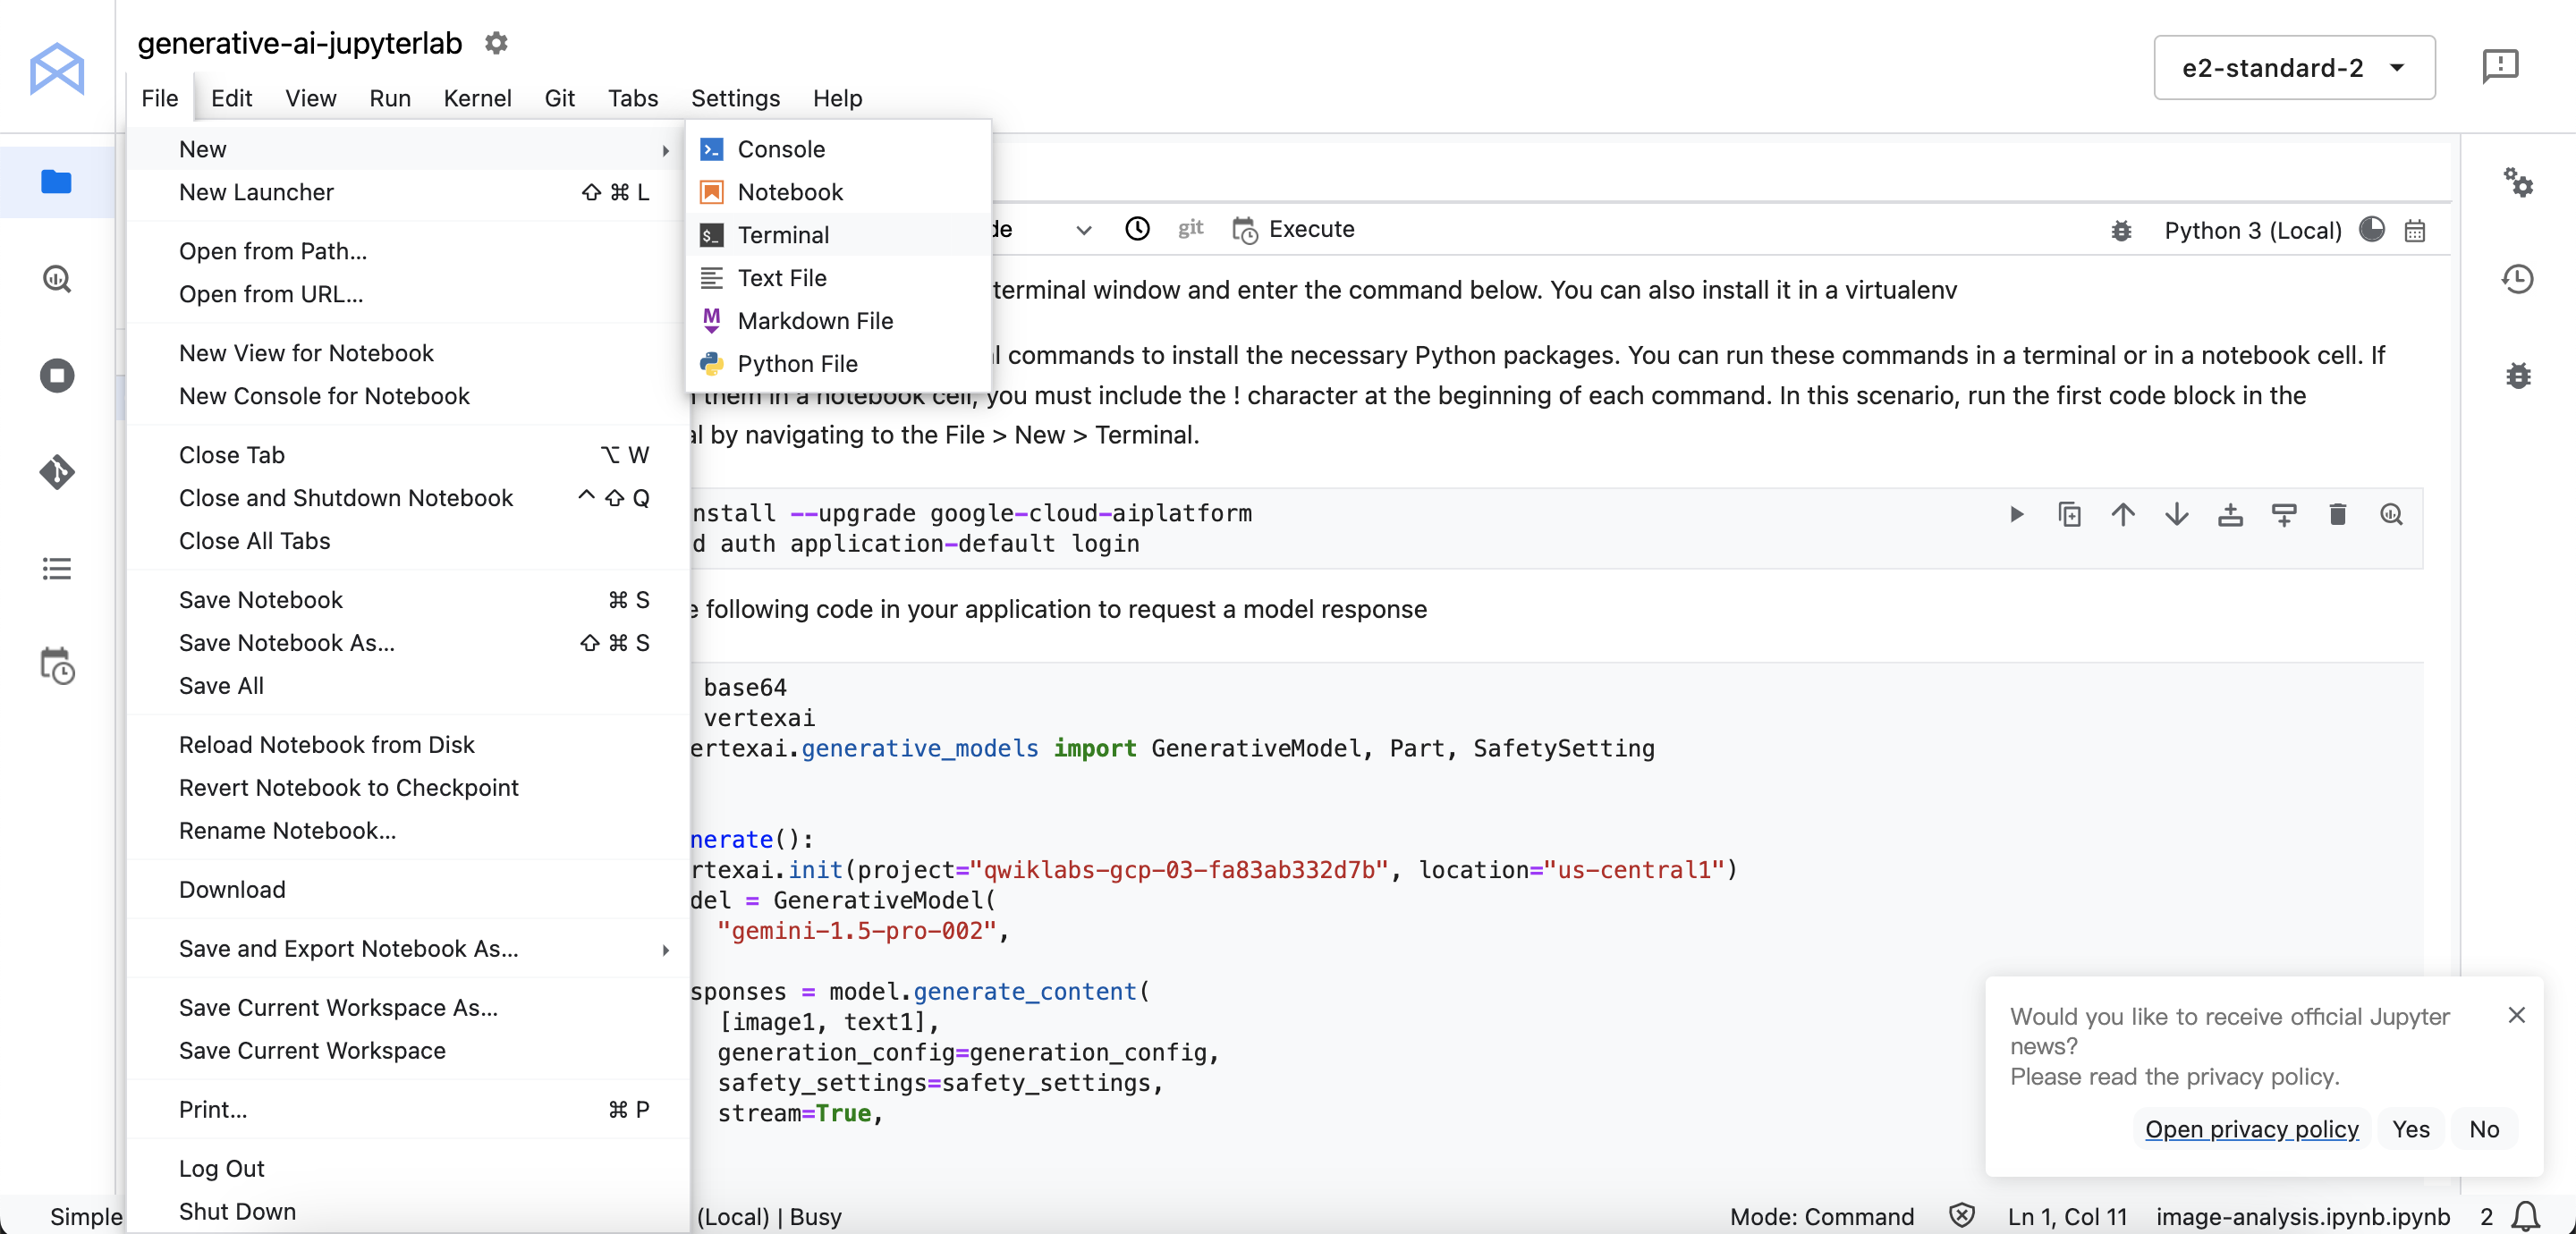 generative-ai-jupyterlab
e2-standard-2
File Edit View Run Kernel Git Tabs Settings Help
New
New Launcher ⇧ ⌘ L
Open from Path...
Open from URL...
New View for Notebook
New Console for Notebook
Close Tab ⌥ W
Close and Shutdown Notebook ^ ⇧ Q
Close All Tabs
Save Notebook ⌘ S
Save Notebook As... ⇧ ⌘ S
Save All
Reload Notebook from Disk
Revert Notebook to Checkpoint
Rename Notebook...
Download
Save and Export Notebook As...
Save Current Workspace As...
Save Current Workspace
Print... ⌘ P
Log Out
Shut Down
Console
Notebook
Terminal
Text File
Markdown File
Python File
git Execute Python 3 (Local)
terminal window and enter the command below. You can also install it in a virtualenv
commands to install the necessary Python packages. You can run these commands in a terminal or in a notebook cell. If
them in a notebook cell, you must include the ! character at the beginning of each command. In this scenario, run the first code block in the
by navigating to the File > New > Terminal.
nstall --upgrade google-cloud-aiplatform
d auth application-default login
following code in your application to request a model response
base64
vertexai
ertexai.generative_models import GenerativeModel, Part, SafetySetting
nerate():
rtexai.init(project="qwiklabs-gcp-03-fa83ab332d7b", location="us-central1")
del = GenerativeModel(
"gemini-1.5-pro-002",
sponses = model.generate_content(
[image1, text1],
generation_config=generation_config,
safety_settings=safety_settings,
stream=True,
Would you like to receive official Jupyter
news?
Please read the privacy policy.
Open privacy policy Yes No
Simple (Local) | Busy Mode: Command Ln 1, Col 11 image-analysis.ipynb.ipynb 2